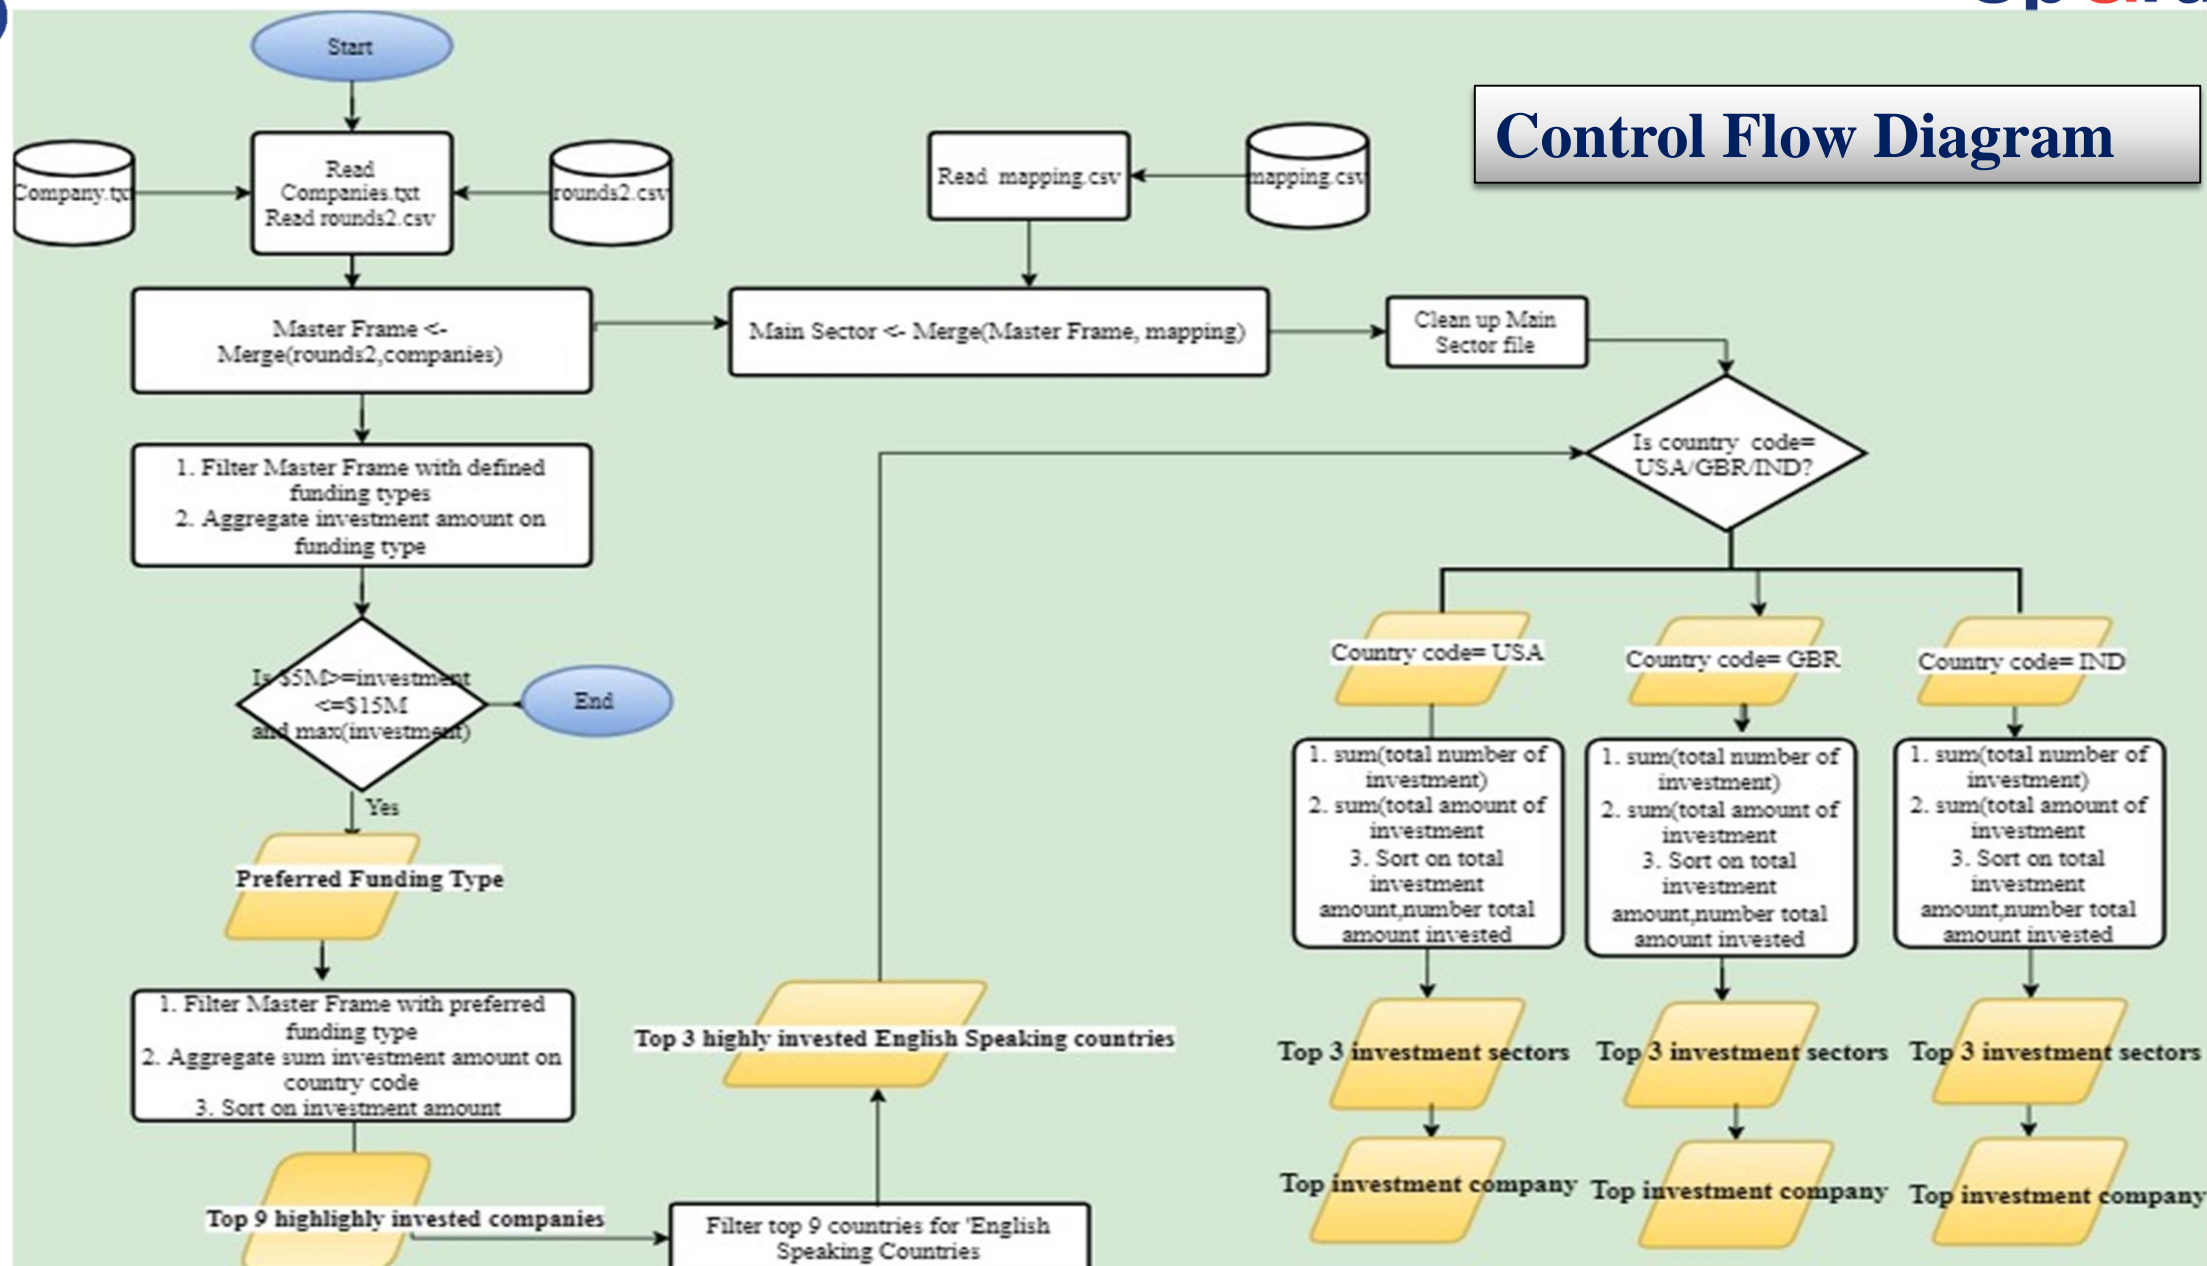 Control Flow Diagram
Start
Company.txt
Read
Companies.txt
Read rounds2.csv
rounds2.csv
Read mapping.csv
mapping.csv
Master Frame <-
Merge(rounds2,companies)
Main Sector <- Merge(Master Frame, mapping)
Clean up Main
Sector file
1. Filter Master Frame with defined
funding types
2. Aggregate investment amount on
funding type
Is country code=
USA/GBR/IND?
Is $5M>=investment
<=$15M
and max(investment)
End
Yes
Preferred Funding Type
1. Filter Master Frame with preferred
funding type
2. Aggregate sum investment amount on
country code
3. Sort on investment amount
Top 9 highlighly invested companies
Filter top 9 countries for 'English
Speaking Countries
Top 3 highly invested English Speaking countries
Country code= USA
1. sum(total number of
investment)
2. sum(total amount of
investment
3. Sort on total
investment
amount,number total
amount invested
Top 3 investment sectors
Top investment company
Country code= GBR
1. sum(total number of
investment)
2. sum(total amount of
investment
3. Sort on total
investment
amount,number total
amount invested
Top 3 investment sectors
Top investment company
Country code= IND
1. sum(total number of
investment)
2. sum(total amount of
investment
3. Sort on total
investment
amount,number total
amount invested
Top 3 investment sectors
Top investment company